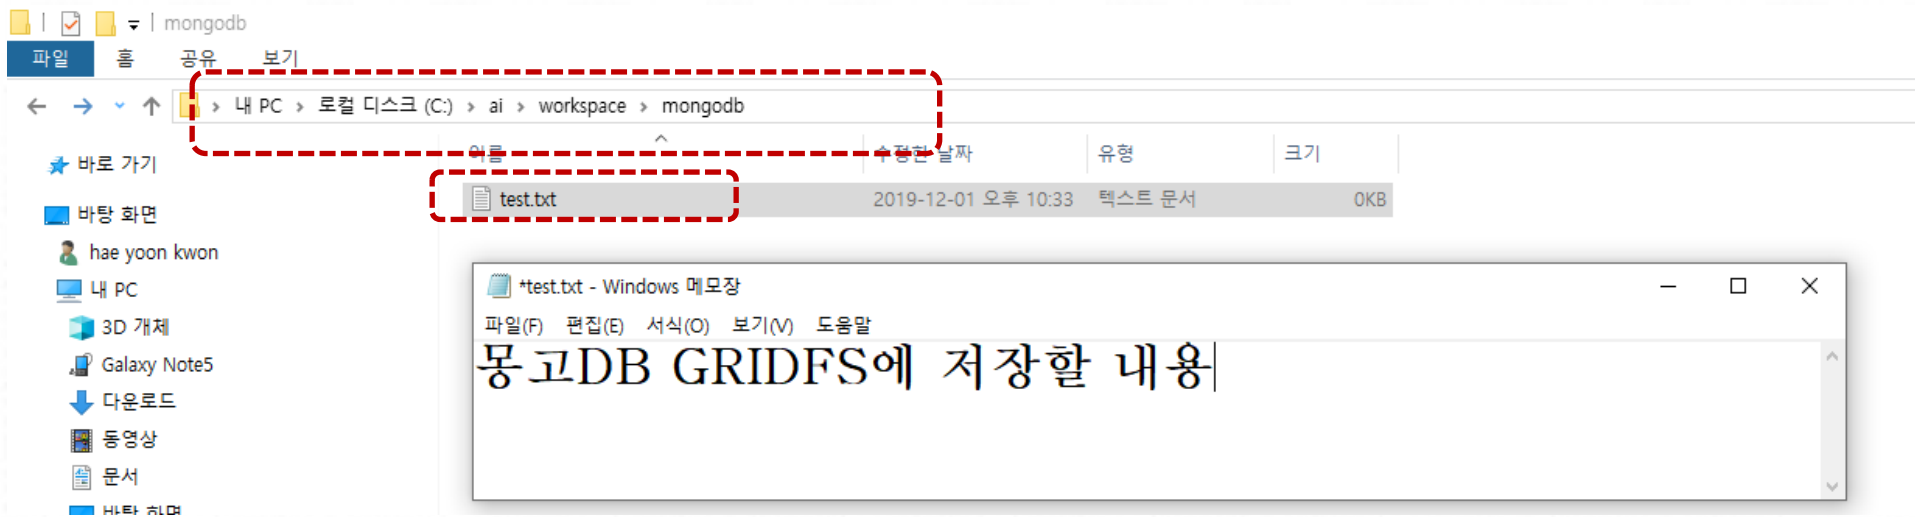 mongodb
파일 홈 공유 보기
내 PC > 로컬 디스크 (C:) > ai > workspace > mongodb
이름 수정한 날짜 유형 크기
바로 가기
test.txt 2019-12-01 오후 10:33 텍스트 문서 0KB
바탕 화면
hae yoon kwon
내 PC
3D 개체
Galaxy Note5
다운로드
동영상
문서
바탕 화면
*test.txt - Windows 메모장
파일(F) 편집(E) 서식(O) 보기(V) 도움말
몽고DB GRIDFS에 저장할 내용